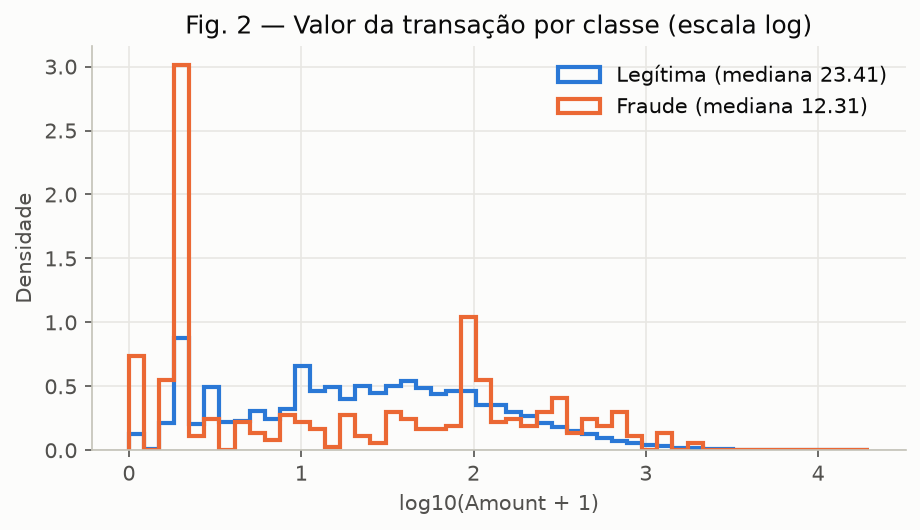 Fig. 2 — Valor da transação por classe (escala log)
Legítima (mediana 23.41)
Fraude (mediana 12.31)
Densidade
3.0
2.5
2.0
1.5
1.0
0.5
0.0
0 1 2 3 4
log10(Amount + 1)